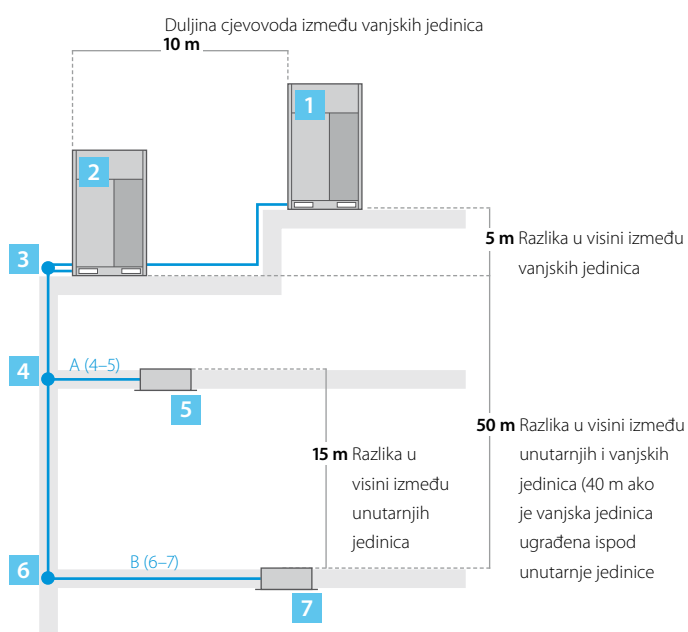 Duljina cjevovoda između vanjskih jedinica
10 m
1
2
5 m Razlika u visini između
vanjskih jedinica
3
4
A (4–5)
5
50 m Razlika u visini između
unutarnjih i vanjskih
jedinica (40 m ako
je vanjska jedinica
ugrađena ispod
unutarnje jedinice
15 m Razlika u
visini između
unutarnjih
jedinica
6
B (6–7)
7